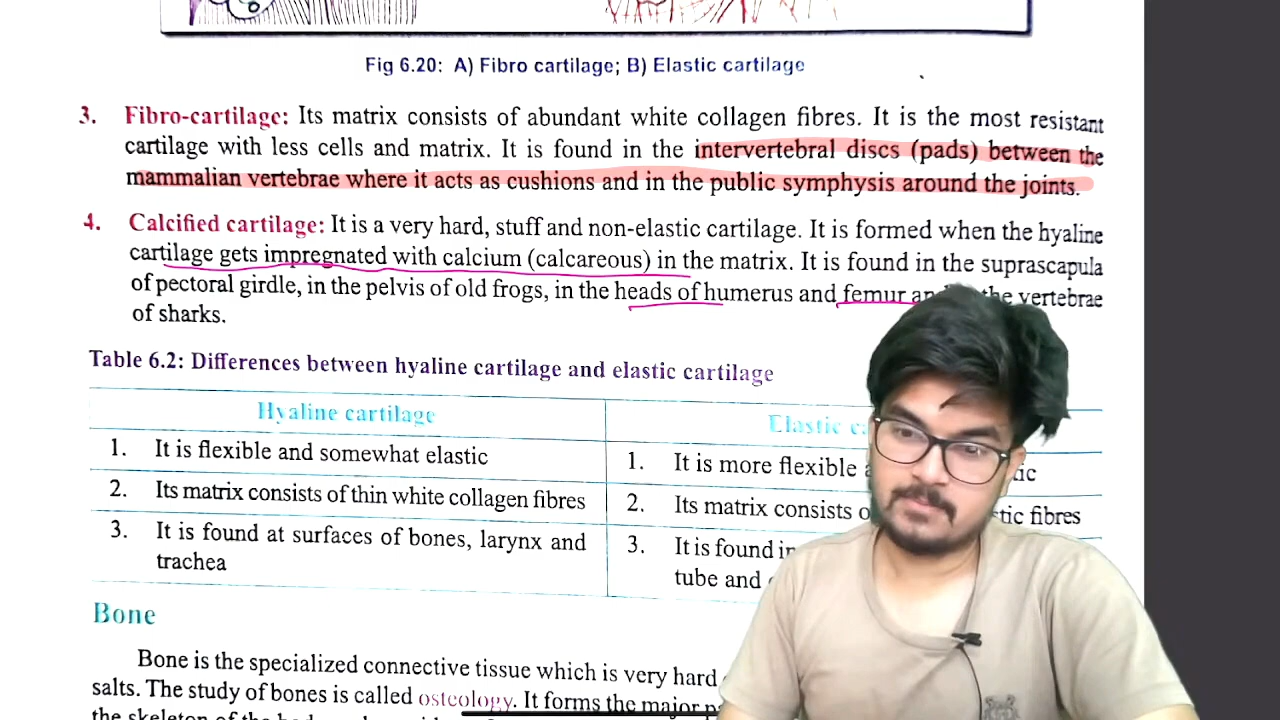 Fig 6.20: A) Fibro cartilage; B) Elastic cartilage
3. Fibro-cartilage: Its matrix consists of abundant white collagen fibres. It is the most resistant
cartilage with less cells and matrix. It is found in the intervertebral discs (pads) between the
mammalian vertebrae where it acts as cushions and in the public symphysis around the joints.
4. Calcified cartilage: It is a very hard, stuff and non-elastic cartilage. It is formed when the hyaline
cartilage gets impregnated with calcium (calcareous) in the matrix. It is found in the suprascapula
of pectoral girdle, in the pelvis of old frogs, in the heads of humerus and femur the vertebrae
of sharks.
Table 6.2: Differences between hyaline cartilage and elastic cartilage
Hyaline cartilage Elastic
1. It is flexible and somewhat elastic 1. It is more flexible
2. Its matrix consists of thin white collagen fibres 2. Its matrix consists fibres
3. It is found at surfaces of bones, larynx and 3. It is found
trachea tube and
Bone
Bone is the specialized connective tissue which is very hard
salts. The study of bones is called osteology. It forms the major
the skeleton of the